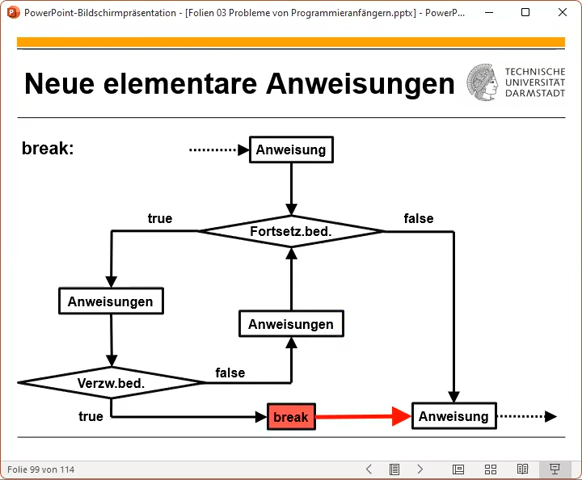 PowerPoint-Bildschirmpräsentation - [Folien 03 Probleme von Programmieranfängern.pptx] - PowerP...
Neue elementare Anweisungen
TECHNISCHE
UNIVERSITÄT
DARMSTADT
break:
Anweisung
true
false
Fortsetz.bed.
Anweisungen
Anweisungen
false
Verzw.bed.
true
break
Anweisung
Folie 99 von 114